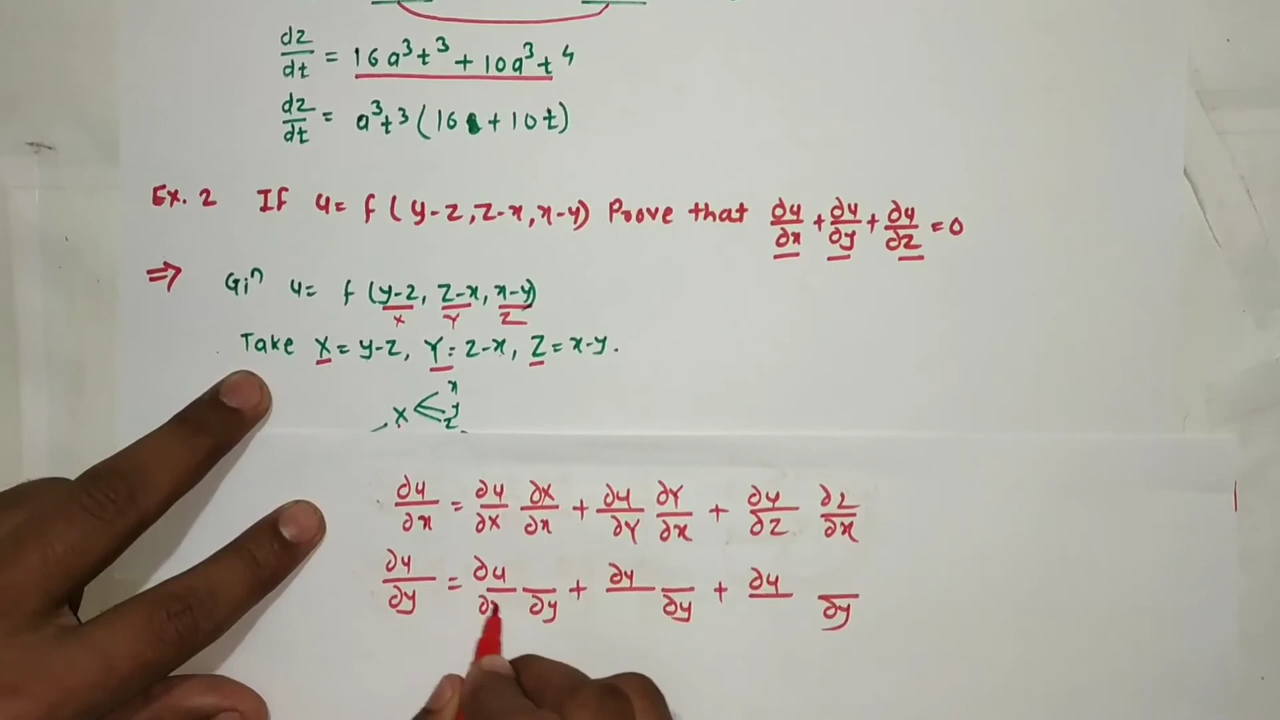 dz/dt = 16a³t³ + 10a³t⁴
dz/dt = a³t³(16 + 10t)
Ex. 2 If u= f(y-z, z-x, x-y) Prove that ∂u/∂x + ∂u/∂y + ∂u/∂z = 0
⇒ Giⁿ u= f(y-z, z-x, x-y)
X Y Z
Take X = y-z, Y = z-x, Z = x-y.
x
X < y
z
∂u/∂x = ∂u/∂X ∂X/∂x + ∂u/∂Y ∂Y/∂x + ∂u/∂Z ∂Z/∂x
∂u/∂y = ∂u/∂X /∂y + ∂u/ /∂y + ∂u/ /∂y